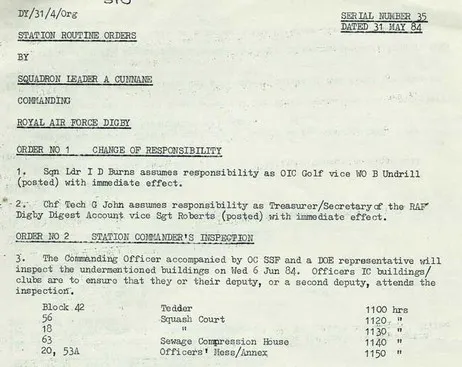 DY/31/4/Org
SERIAL NUMBER 35
DATED 31 MAY 84
STATION ROUTINE ORDERS
BY
SQUADRON LEADER A CUNNANE
COMMANDING
ROYAL AIR FORCE DIGBY
ORDER NO 1 CHANGE OF RESPONSIBILITY
1. Sqn Ldr I D Burns assumes responsibility as OIC Golf vice WO B Undrill
(posted) with immediate effect.
2. Chf Tech G John assumes responsibility as Treasurer/Secretary of the RAF
Digby Digest Account vice Sgt Roberts (posted) with immediate effect.
ORDER NO 2 STATION COMMANDER'S INSPECTION
3. The Commanding Officer accompanied by OC SSF and a DOE representative will
inspect the undermentioned buildings on Wed 6 Jun 84. Officers IC buildings/
clubs are to ensure that they or their deputy, or a second deputy, attends the
inspection.
Block 42 Tedder 1100 hrs
56 Squash Court 1120 "
18 " 1130 "
63 Sewage Compression House 1140 "
20, 53A Officers' Mess/Annex 1150 "